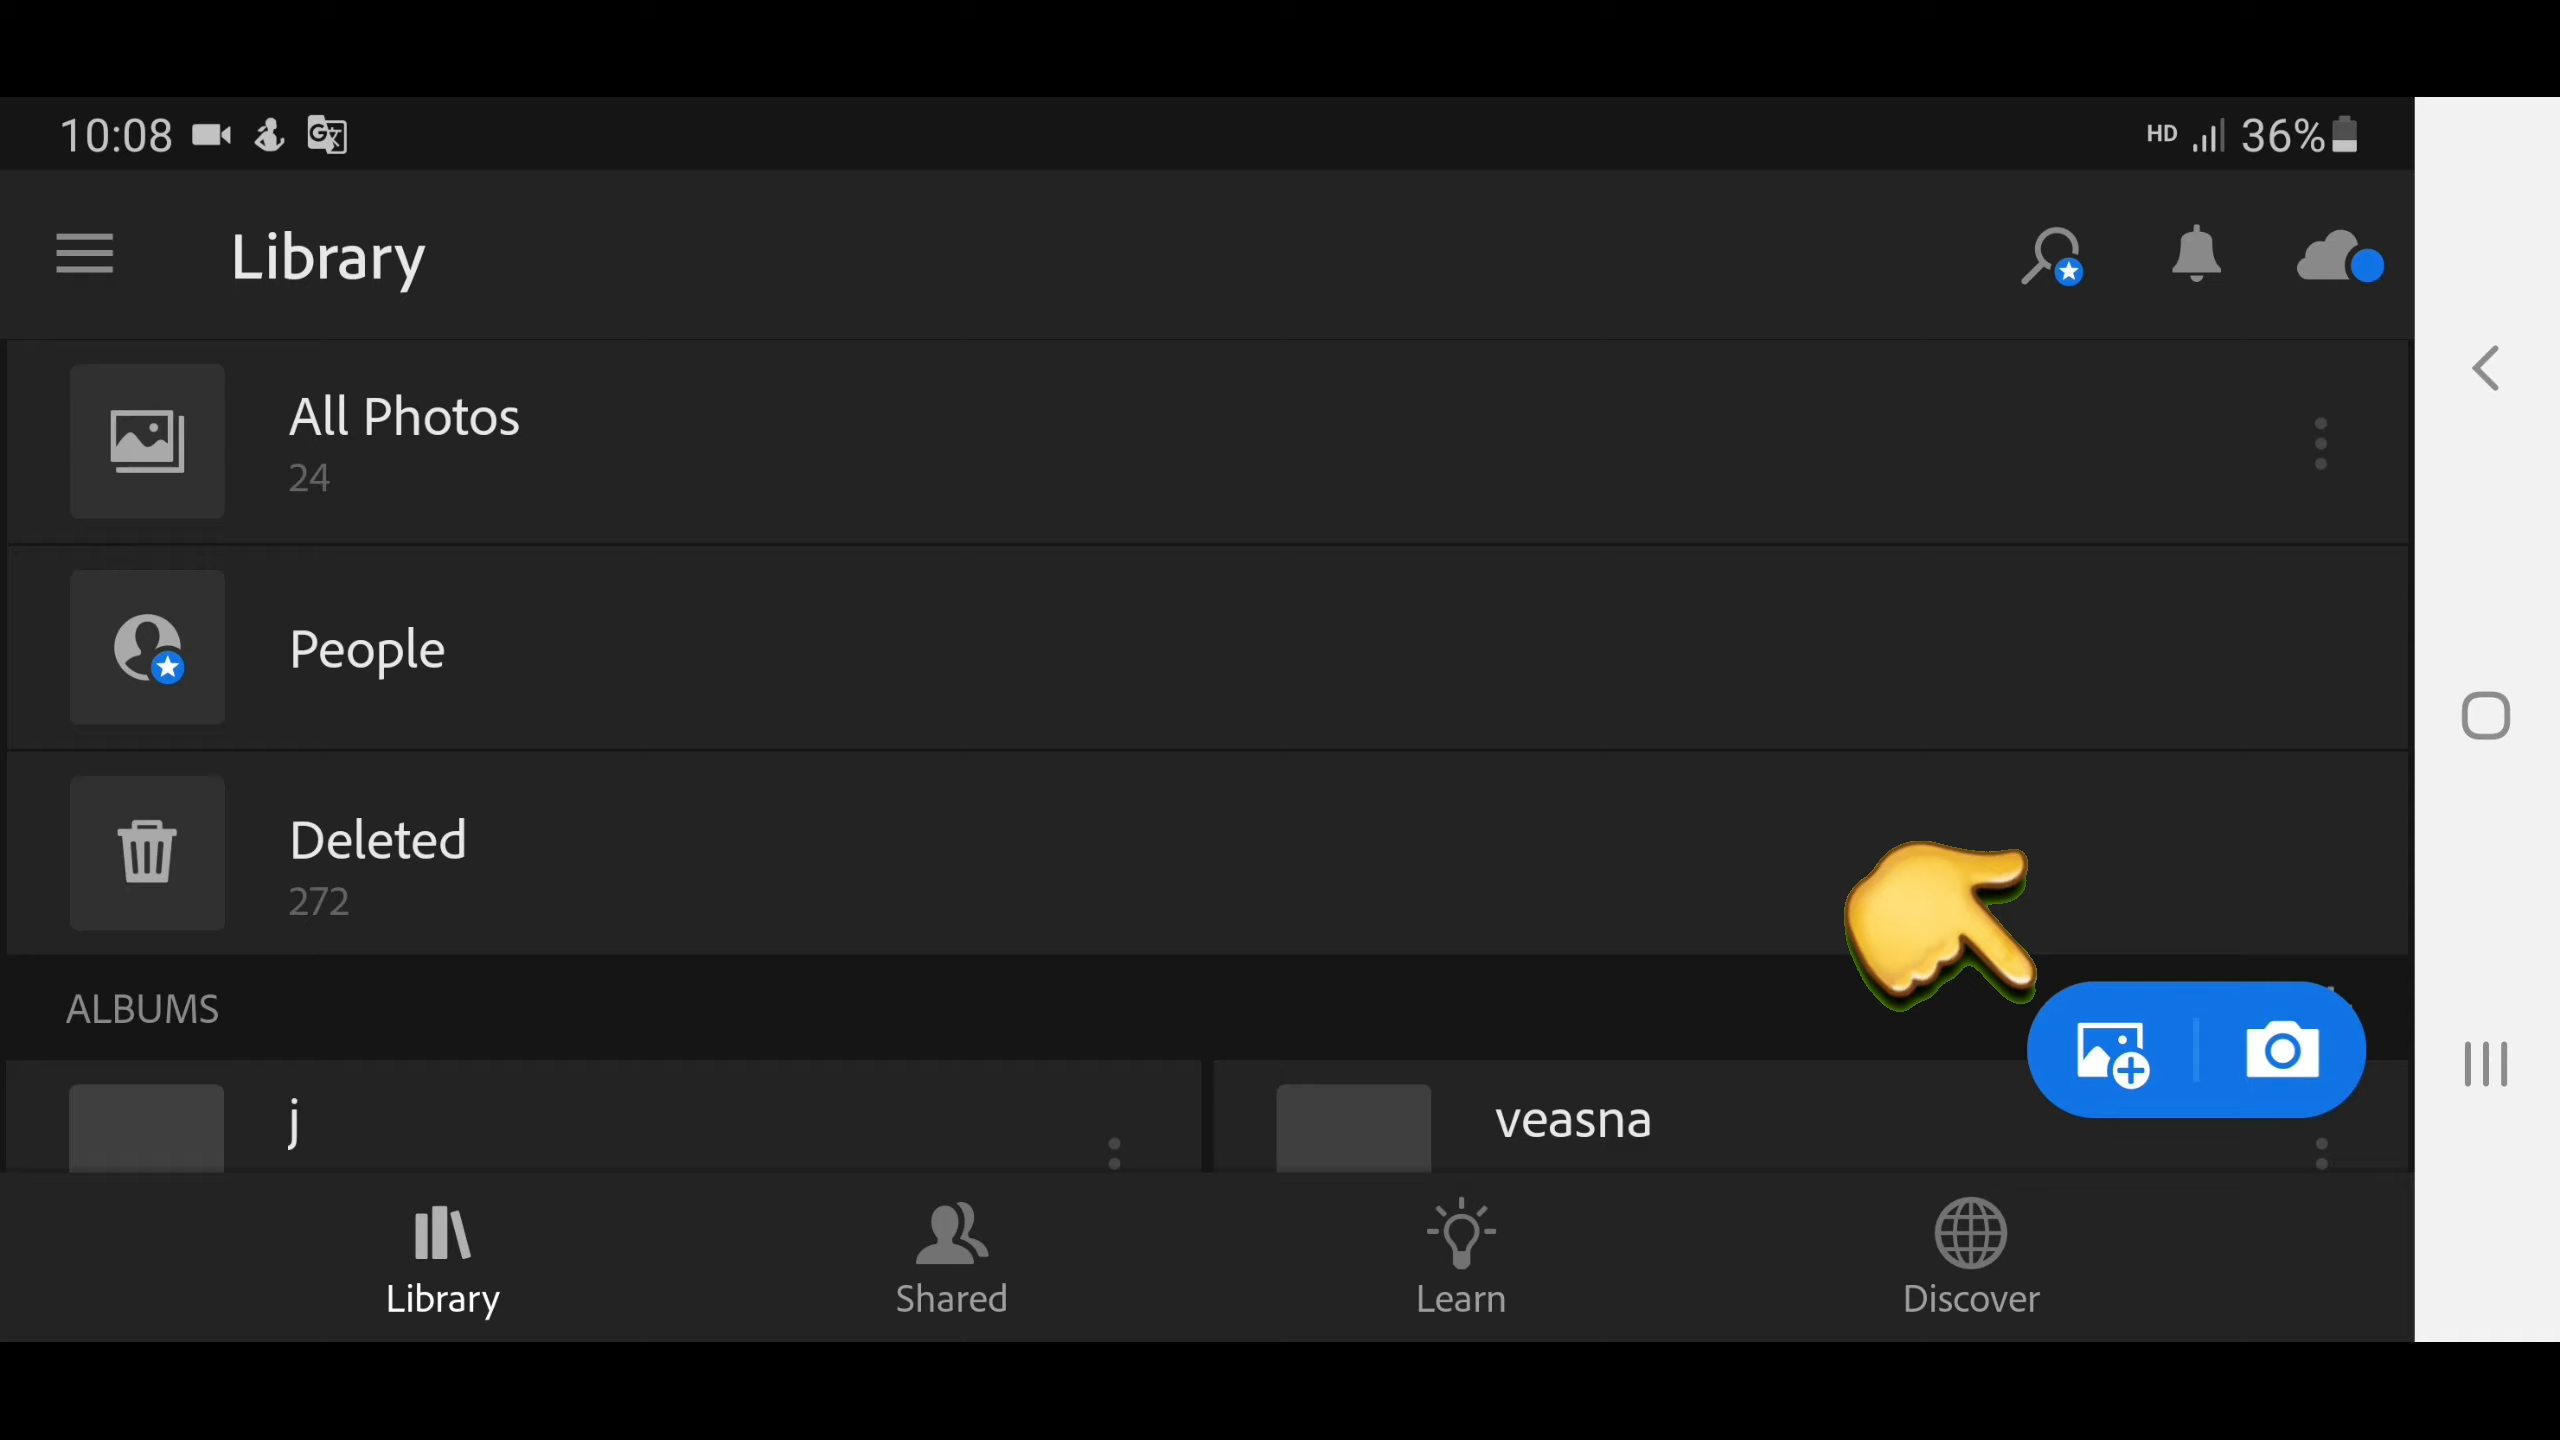 10:08
HD 36%
Library
All Photos
24
People
Deleted
272
ALBUMS
j
veasna
Library
Shared
Learn
Discover